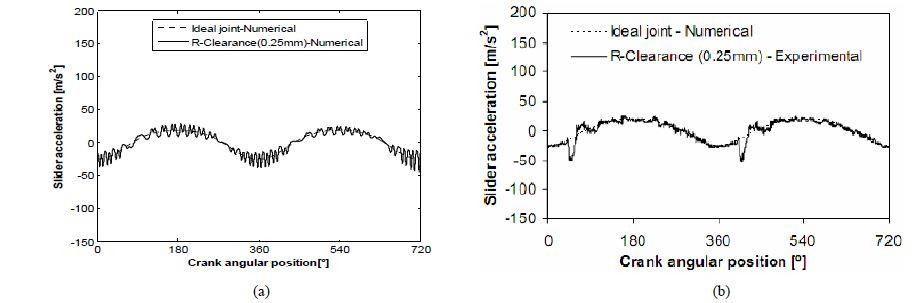 200
150
100
50
0
-50
-100
-150
Slider acceleration [m/s²]
Ideal joint-Numerical
R-Clearance(0.25mm)-Numerical
0 180 360 540 720
Crank angular position[°]
(a)
200
150
100
50
0
-50
-100
-150
Slider acceleration [m/s²]
Ideal joint - Numerical
R-Clearance (0.25mm) - Experimental
0 180 360 540 720
Crank angular position [°]
(b)